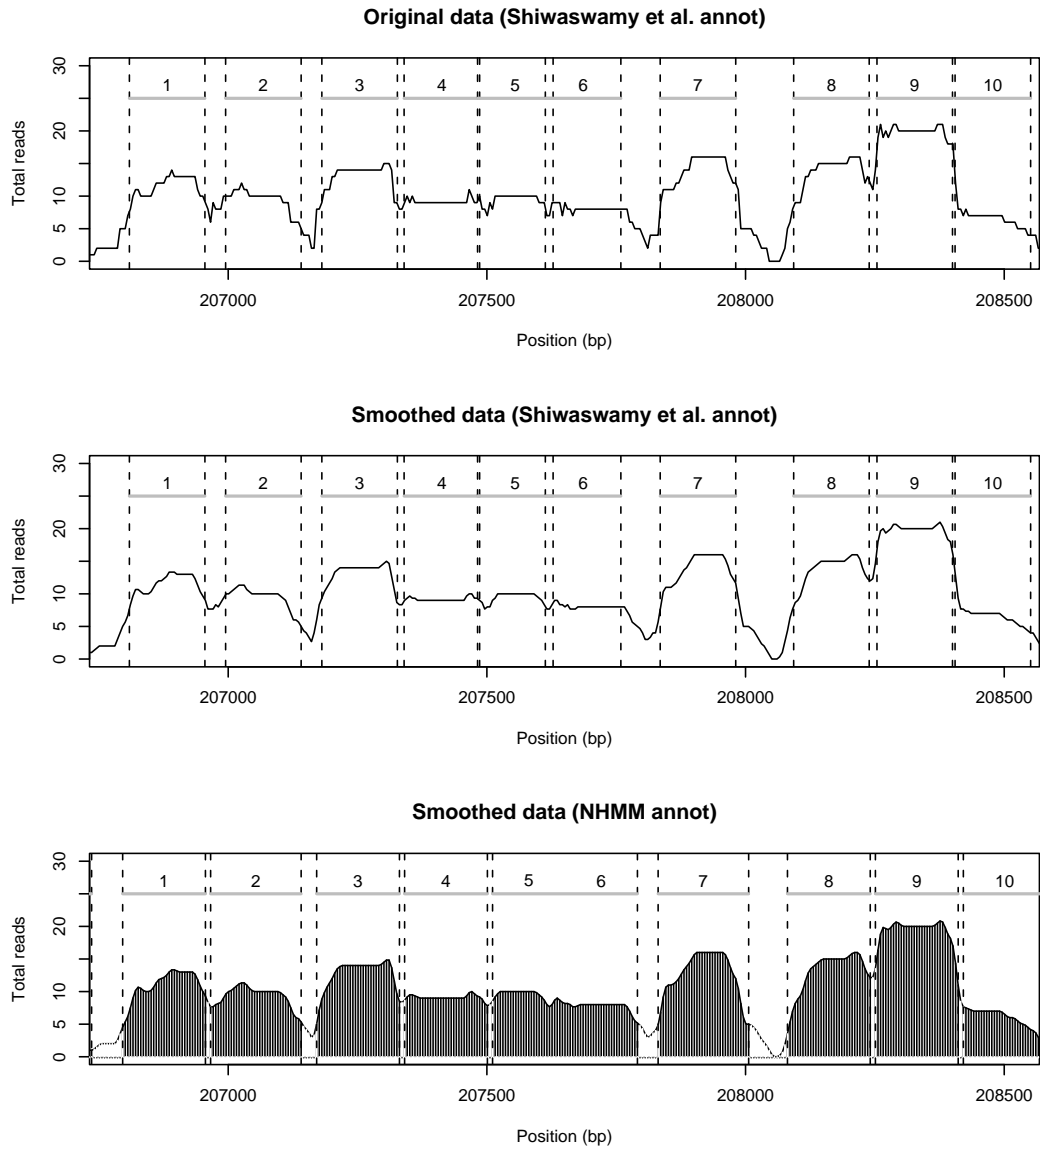 Original data (Shiwaswamy et al. annot)
30
20
10
5
0
Total reads
1 2 3 4 5 6 7 8 9 10
207000 207500 208000 208500
Position (bp)
Smoothed data (Shiwaswamy et al. annot)
30
20
10
5
0
Total reads
1 2 3 4 5 6 7 8 9 10
207000 207500 208000 208500
Position (bp)
Smoothed data (NHMM annot)
30
20
10
5
0
Total reads
1 2 3 4 5 6 7 8 9 10
207000 207500 208000 208500
Position (bp)